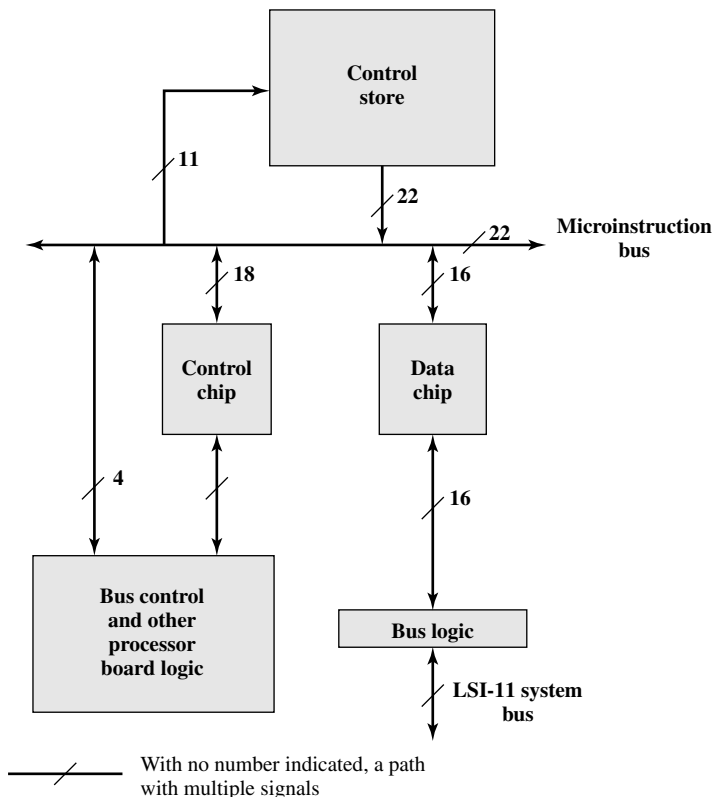 Control
store
11
22
22
Microinstruction
bus
18
16
Control
chip
Data
chip
4
16
Bus control
and other
processor
board logic
Bus logic
LSI-11 system
bus
With no number indicated, a path
with multiple signals